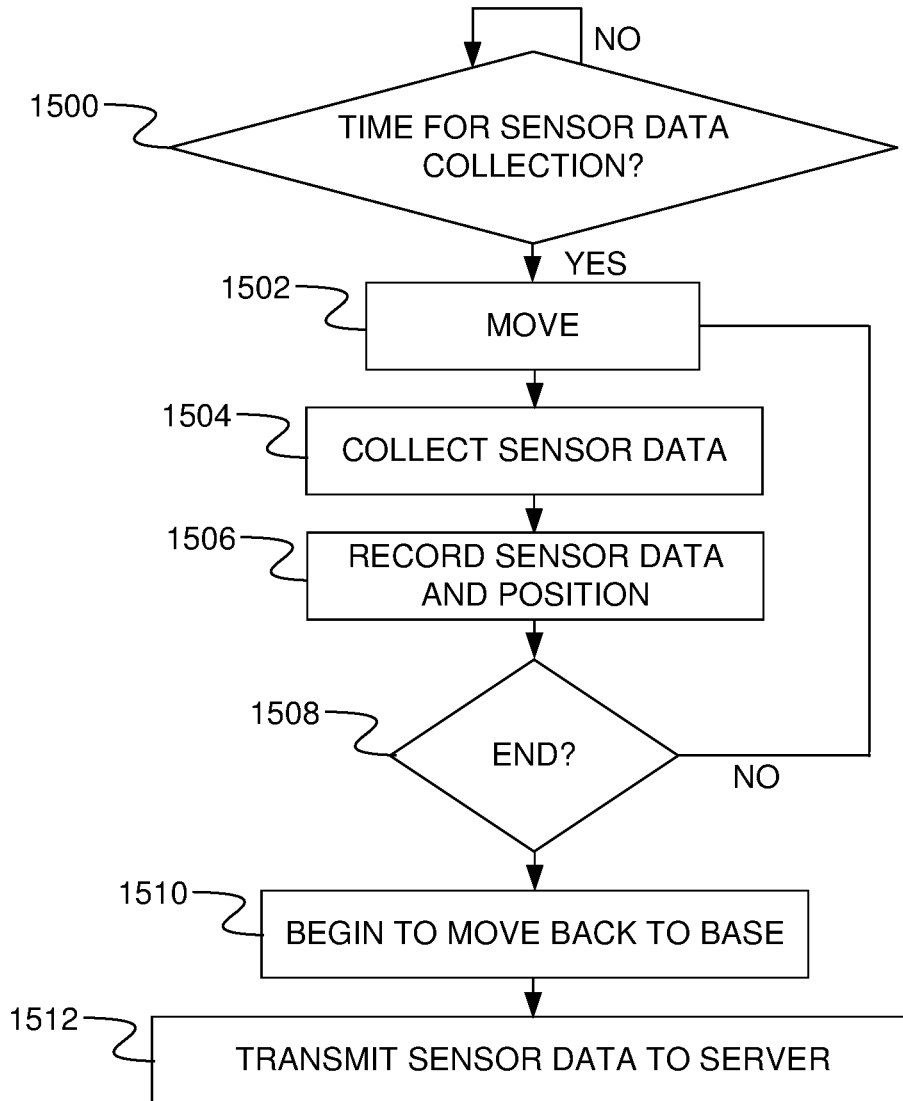 NO
1500
TIME FOR SENSOR DATA
COLLECTION?
YES
1502
MOVE
1504
COLLECT SENSOR DATA
1506
RECORD SENSOR DATA
AND POSITION
1508
END?
NO
1510
BEGIN TO MOVE BACK TO BASE
1512
TRANSMIT SENSOR DATA TO SERVER